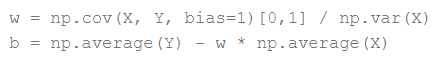 w = np.cov(X, Y, bias=1)[0,1] / np.var(X)
b = np.average(Y) - w * np.average(X)